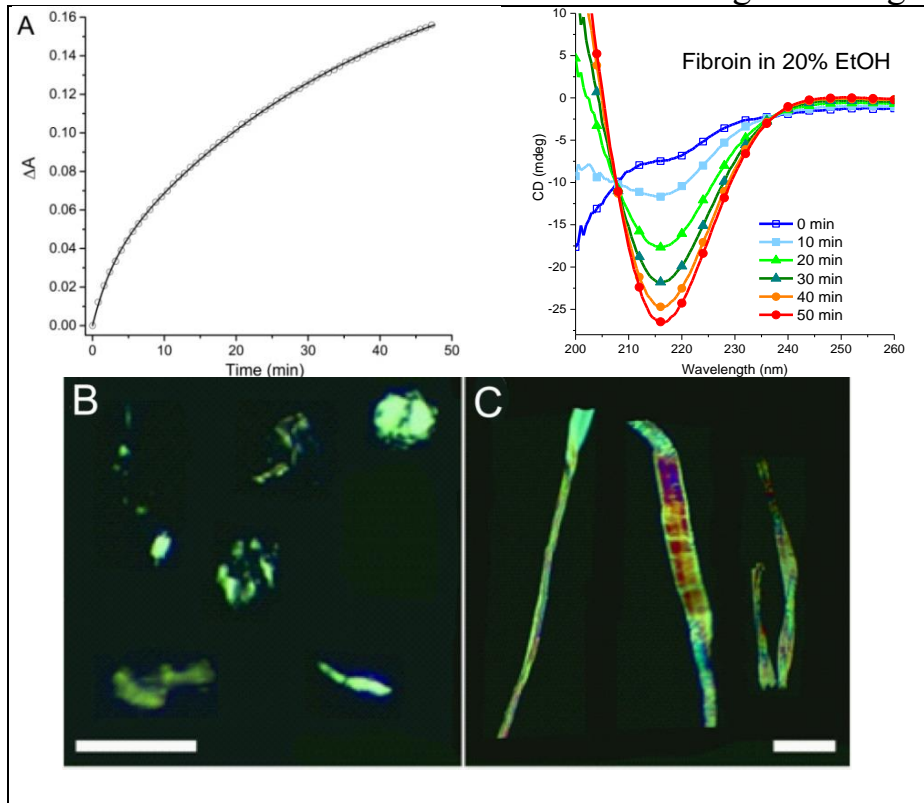 A
0.16
0.14
0.12
0.10
0.08
0.06
0.04
0.02
0.00
ΔA
0 10 20 30 40 50
Time (min)
10
5
0
-5
-10
-15
-20
-25
CD (mdeg)
Fibroin in 20% EtOH
0 min
10 min
20 min
30 min
40 min
50 min
200 210 220 230 240 250 260
Wavelength (nm)
B
C